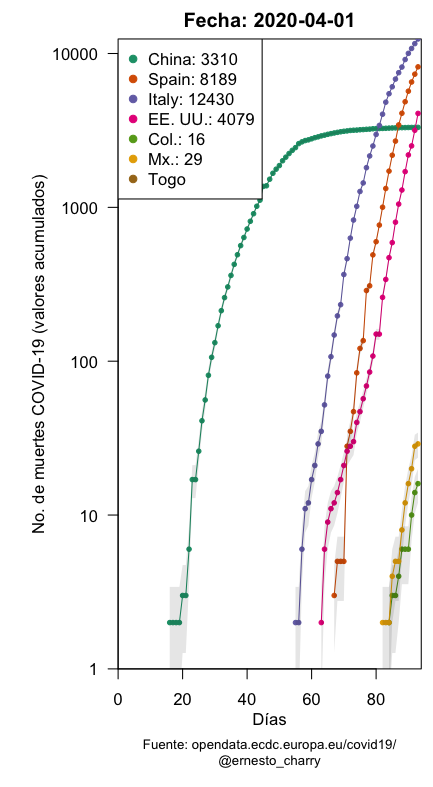 Fecha: 2020-04-01
China: 3310
Spain: 8189
Italy: 12430
EE. UU.: 4079
Col.: 16
Mx.: 29
Togo
No. de muertes COVID-19 (valores acumulados)
10000
1000
100
10
1
0 20 40 60 80
Días
Fuente: opendata.ecdc.europa.eu/covid19/
@ernesto_charry